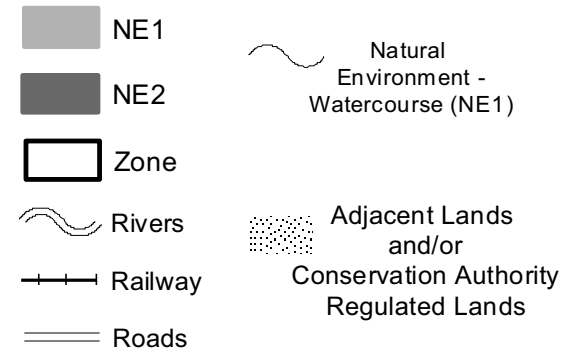 NE1
NE2
Zone
Rivers
Railway
Roads
Natural
Environment -
Watercourse (NE1)
Adjacent Lands
and/or
Conservation Authority
Regulated Lands